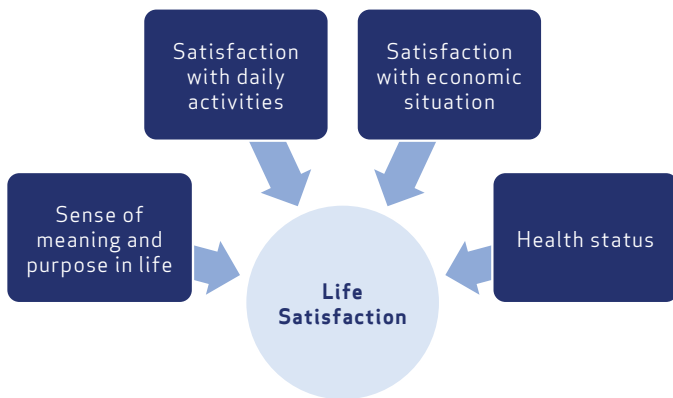 Satisfaction
with daily
activities
Satisfaction
with economic
situation
Sense of
meaning and
purpose in life
Health status
Life
Satisfaction